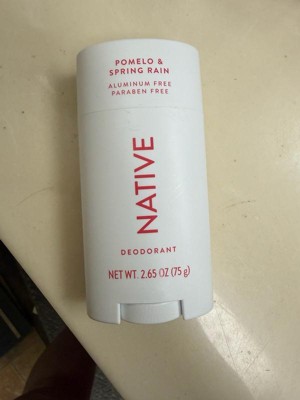 POMELO &
SPRING RAIN
ALUMINUM FREE
PARABEN FREE
NATIVE
DEODORANT
NET WT. 2.65 OZ (75 g)